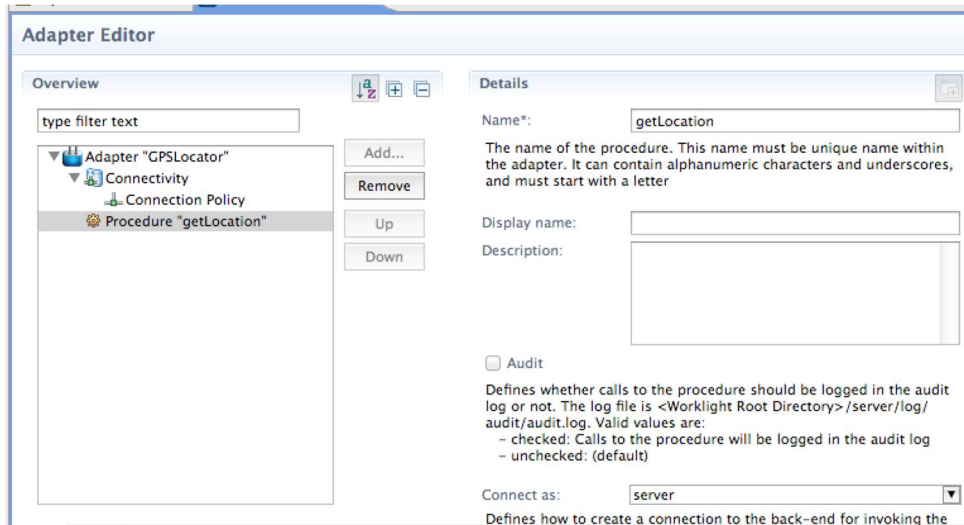 Adapter Editor
Overview
type filter text
Adapter "GPSLocator"
Connectivity
Connection Policy
Procedure "getLocation"
Add...
Remove
Up
Down
Details
Name*:
getLocation
The name of the procedure. This name must be unique name within
the adapter. It can contain alphanumeric characters and underscores,
and must start with a letter
Display name:
Description:
Audit
Defines whether calls to the procedure should be logged in the audit
log or not. The log file is <Worklight Root Directory>/server/log/
audit/audit.log. Valid values are:
- checked: Calls to the procedure will be logged in the audit log
- unchecked: (default)
Connect as:
server
Defines how to create a connection to the back-end for invoking the